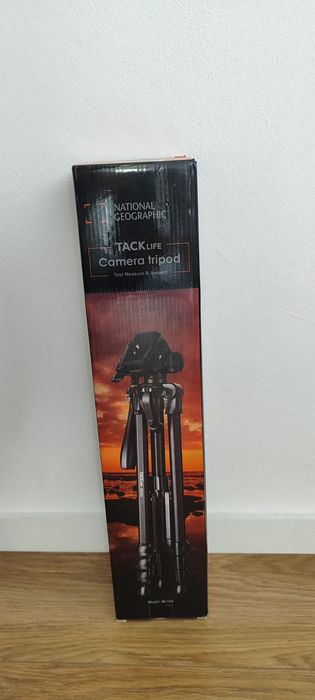 NATIONAL
GEOGRAPHIC
TACKLIFE
Camera tripod
Test Measure & Inspect